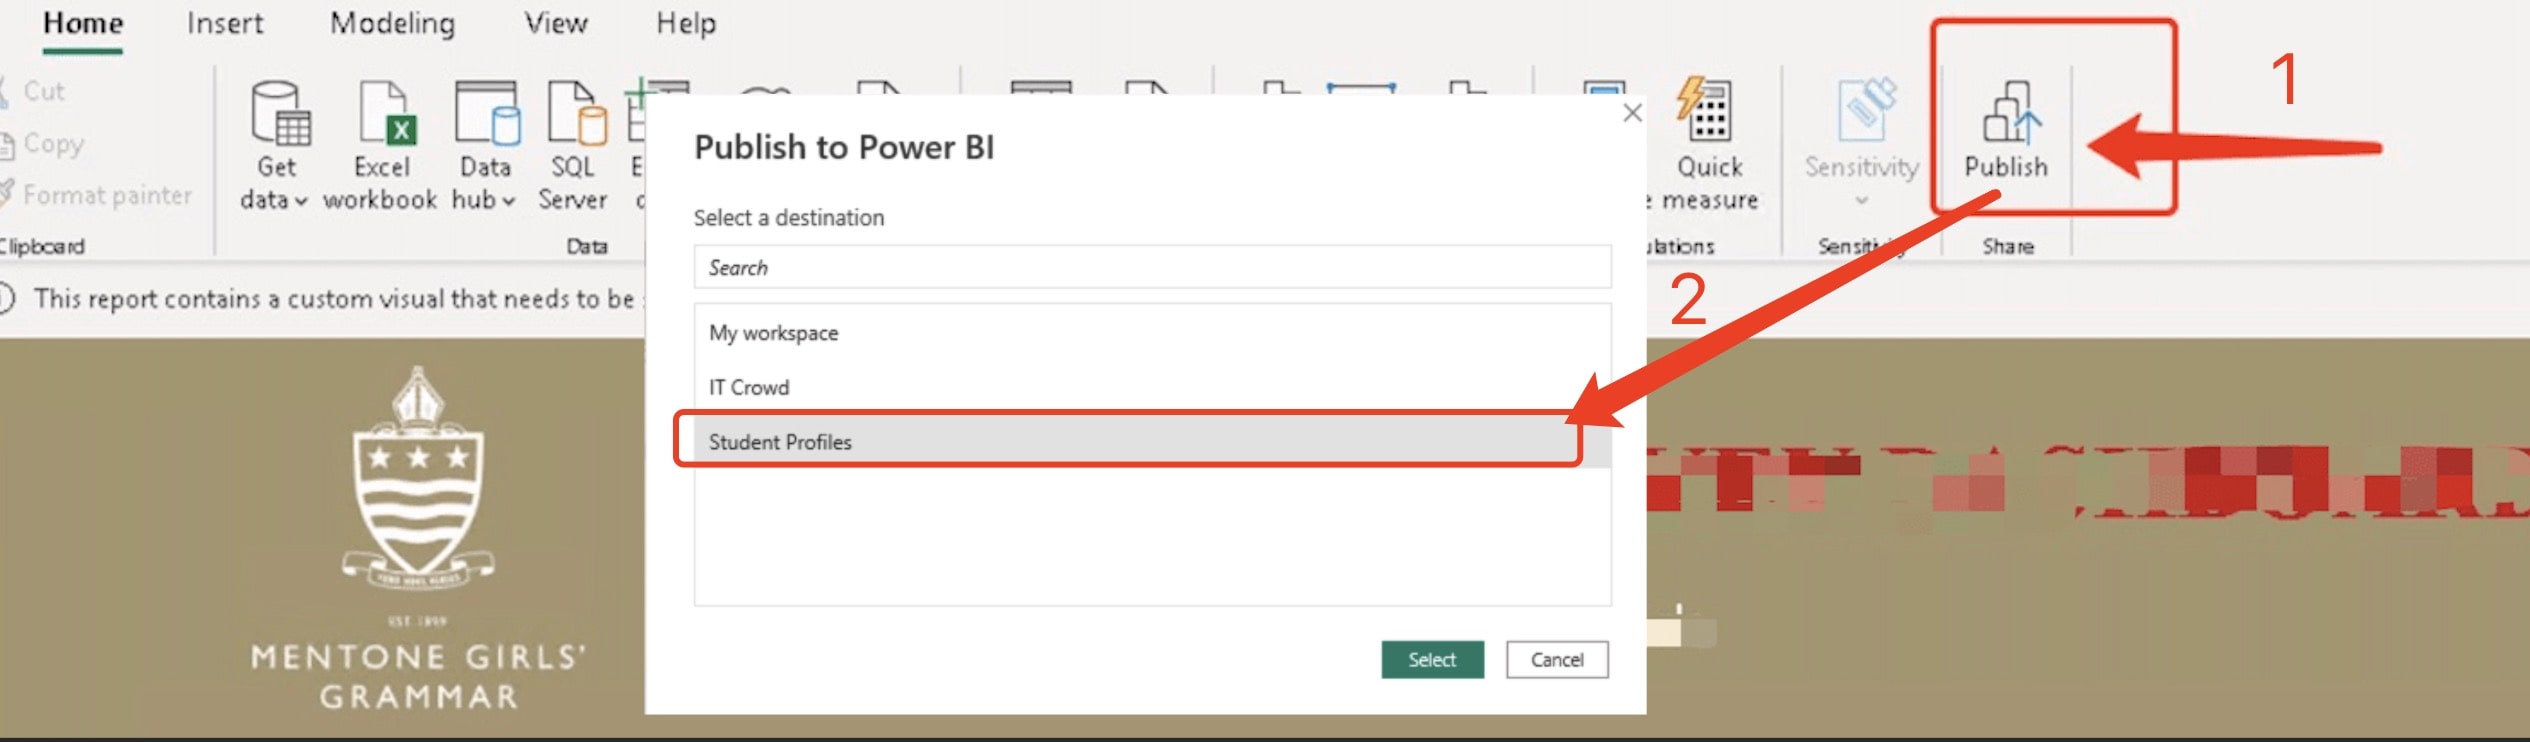 Home Insert Modeling View Help
1
Cut
Copy
Format painter
Clipboard
Get data
Excel workbook
Data hub
SQL Server
Data
Quick measure
Sensitivity
Sensitivity
Publish
Share
This report contains a custom visual that needs to be
Publish to Power BI
Select a destination
Search
2
My workspace
IT Crowd
Student Profiles
Select
Cancel
EST. 1899
MENTONE GIRLS'
GRAMMAR